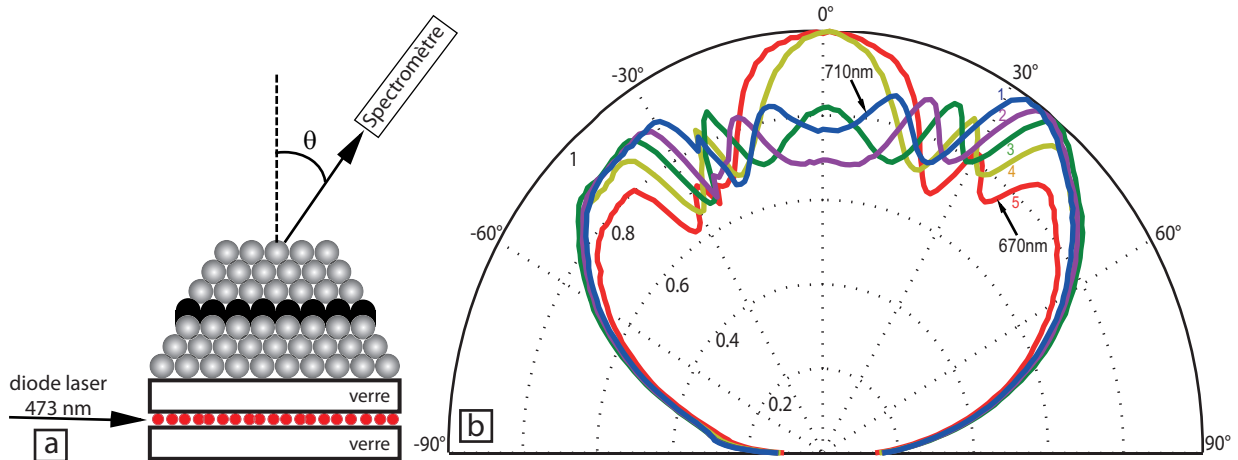 Spectromètre
θ
verre
diode laser
473 nm
verre
a
0°
-30°
30°
710nm
1
2
3
4
5
1
0.8
0.6
0.4
0.2
670nm
-60°
60°
-90°
90°
b